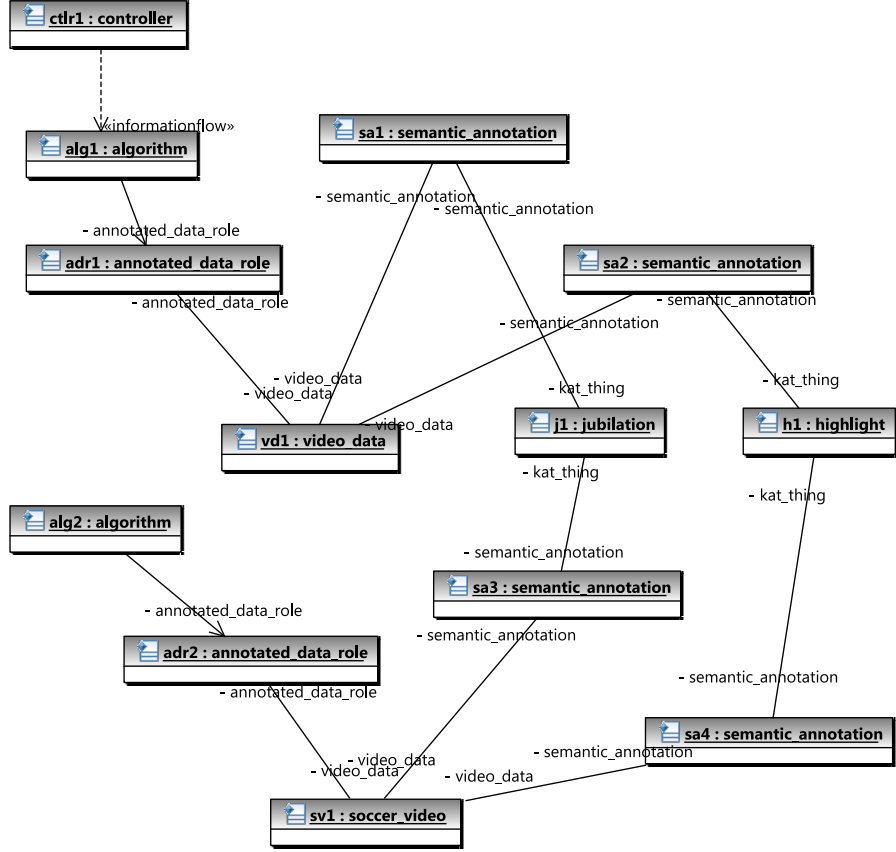 ctlr1 : controller
«informationflow»
alg1 : algorithm
sa1 : semantic_annotation
- semantic_annotation
- semantic_annotation
- annotated_data_role
adr1 : annotated_data_role
sa2 : semantic_annotation
- annotated_data_role
- semantic_annotation
- semantic_annotation
- video_data
- video_data
- kat_thing
- kat_thing
- video_data
vd1 : video_data
j1 : jubilation
h1 : highlight
- kat_thing
- kat_thing
alg2 : algorithm
- semantic_annotation
sa3 : semantic_annotation
- annotated_data_role
- semantic_annotation
adr2 : annotated_data_role
- annotated_data_role
- semantic_annotation
sa4 : semantic_annotation
- semantic_annotation
- video_data
- video_data
- video_data
sv1 : soccer_video